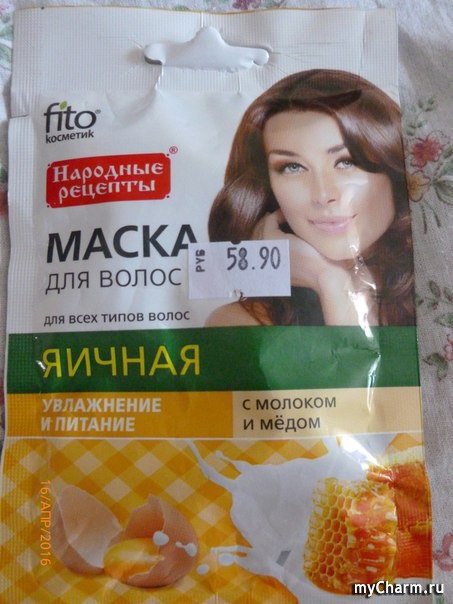 fito
косметик
Народные
рецепты®
МАСКА
ДЛЯ ВОЛОС
РУБ 58.90
для всех типов волос
ЯИЧНАЯ
УВЛАЖНЕНИЕ
И ПИТАНИЕ
С МОЛОКОМ
И МЁДОМ
16/АПР/2016
myCharm.ru